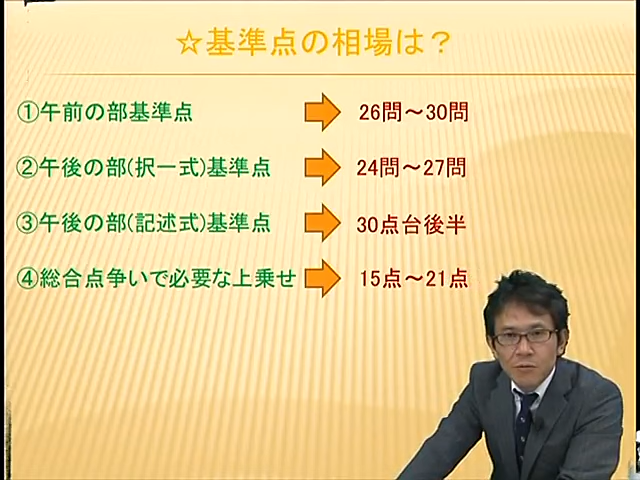 ☆基準点の相場は？
①午前の部基準点 26問～30問
②午後の部(択一式)基準点 24問～27問
③午後の部(記述式)基準点 30点台後半
④総合点争いで必要な上乗せ 15点～21点